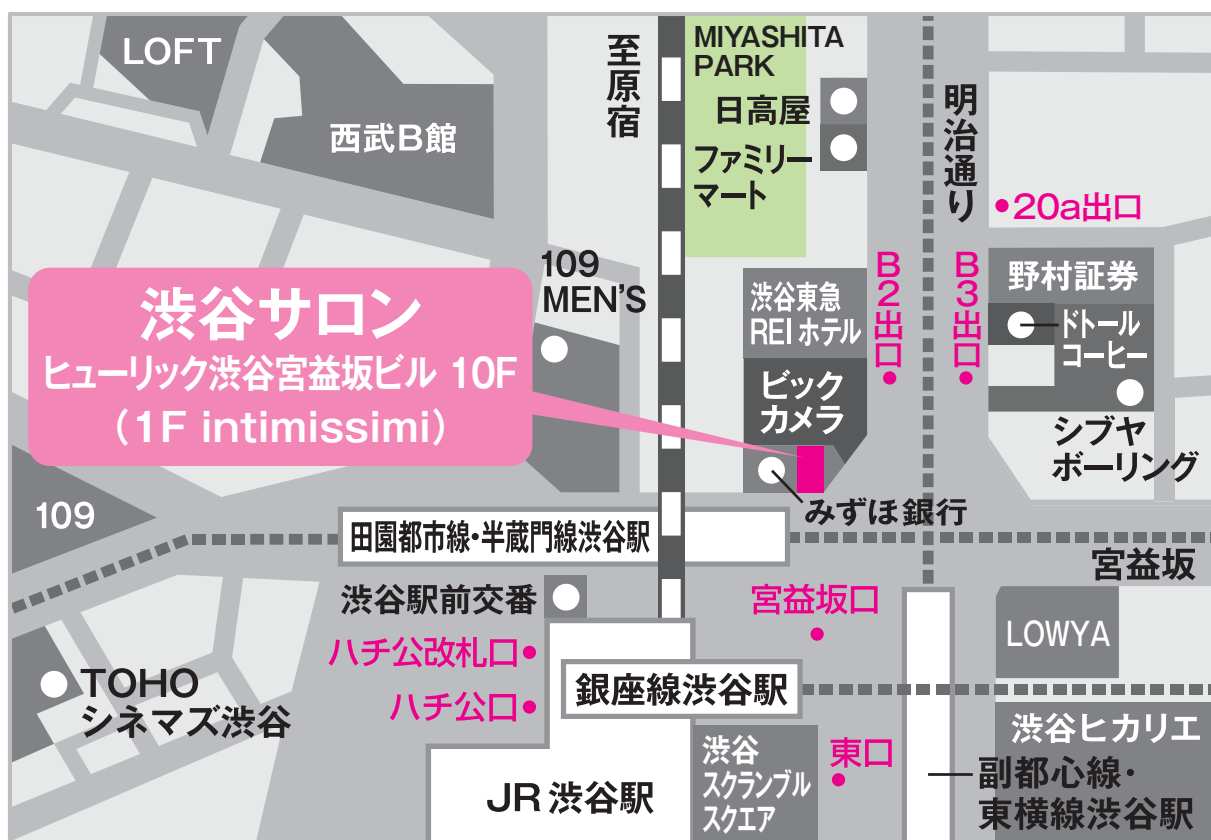 LOFT
西武B館
至原宿
MIYASHITA
PARK
日高屋
ファミリー
マート
明治通り
20a出口
109
MEN'S
渋谷東急
REI ホテル
B2出口
B3出口
野村証券
ドトール
コーヒー
シブヤ
ボーリング
渋谷サロン
ヒューリック渋谷宮益坂ビル 10F
(1F intimissimi)
ビック
カメラ
みずほ銀行
109
田園都市線・半蔵門線渋谷駅
宮益坂
渋谷駅前交番
宮益坂口
LOWYA
ハチ公改札口
ハチ公口
銀座線渋谷駅
TOHO
シネマズ渋谷
渋谷
スクランブル
スクエア
東口
渋谷ヒカリエ
JR 渋谷駅
副都心線・
東横線渋谷駅